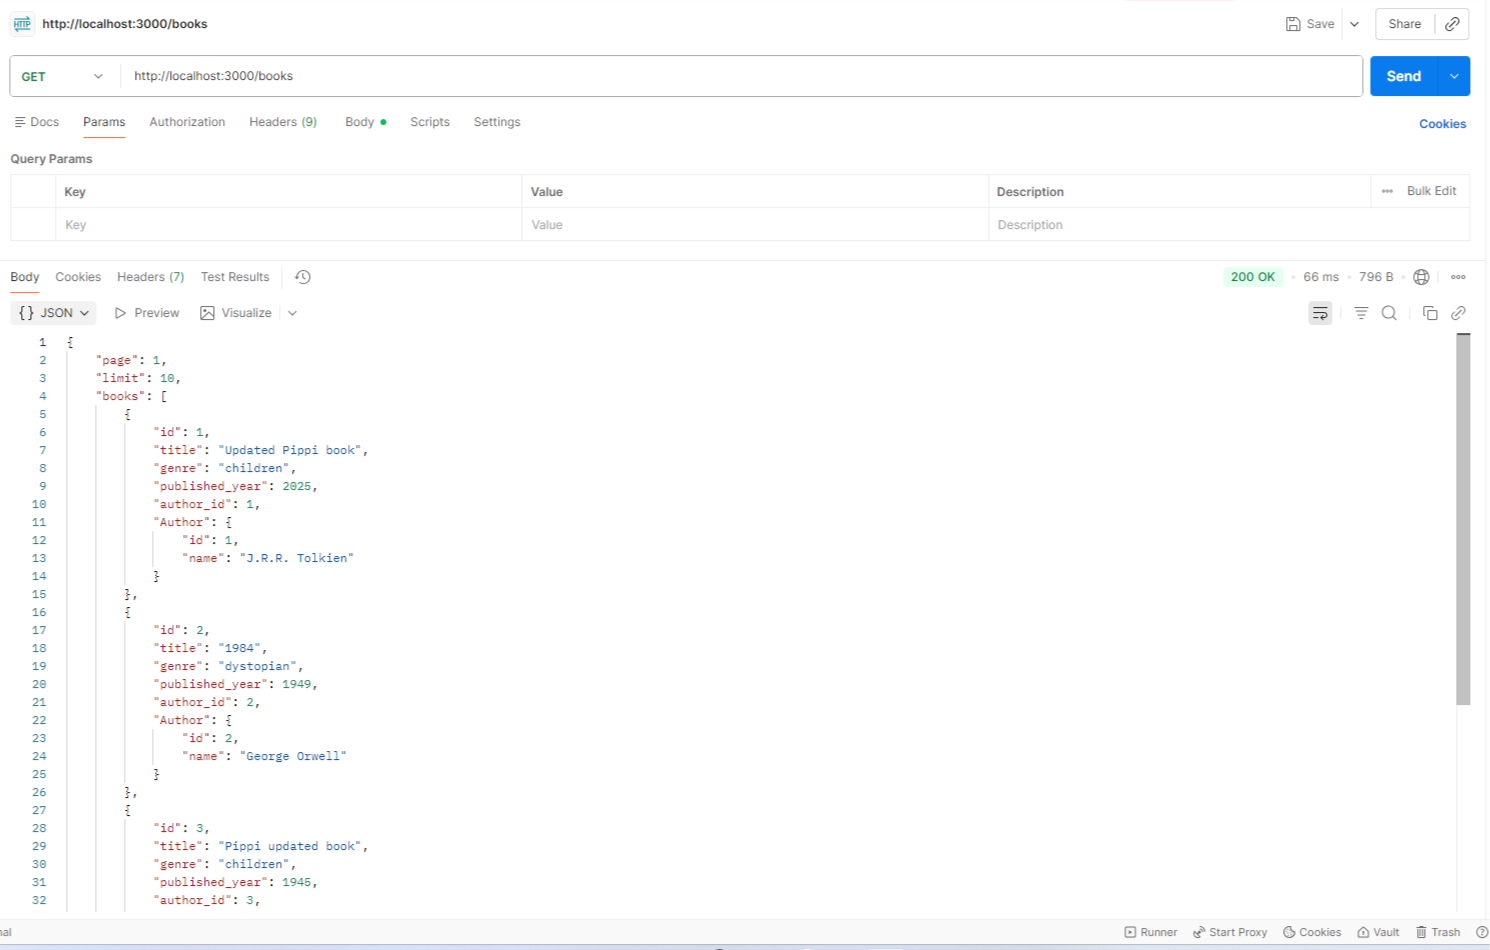 HTTP http://localhost:3000/books Save Share
GET http://localhost:3000/books Send
Docs Params Authorization Headers (9) Body Scripts Settings Cookies
Query Params
Key Value Description Bulk Edit
Key Value Description
Body Cookies Headers (7) Test Results 200 OK 66 ms 796 B
{} JSON Preview Visualize
1 {
2 "page": 1,
3 "limit": 10,
4 "books": [
5 {
6 "id": 1,
7 "title": "Updated Pippi book",
8 "genre": "children",
9 "published_year": 2025,
10 "author_id": 1,
11 "Author": {
12 "id": 1,
13 "name": "J.R.R. Tolkien"
14 }
15 },
16 {
17 "id": 2,
18 "title": "1984",
19 "genre": "dystopian",
20 "published_year": 1949,
21 "author_id": 2,
22 "Author": {
23 "id": 2,
24 "name": "George Orwell"
25 }
26 },
27 {
28 "id": 3,
29 "title": "Pippi updated book",
30 "genre": "children",
31 "published_year": 1945,
32 "author_id": 3,
nal Runner Start Proxy Cookies Vault Trash